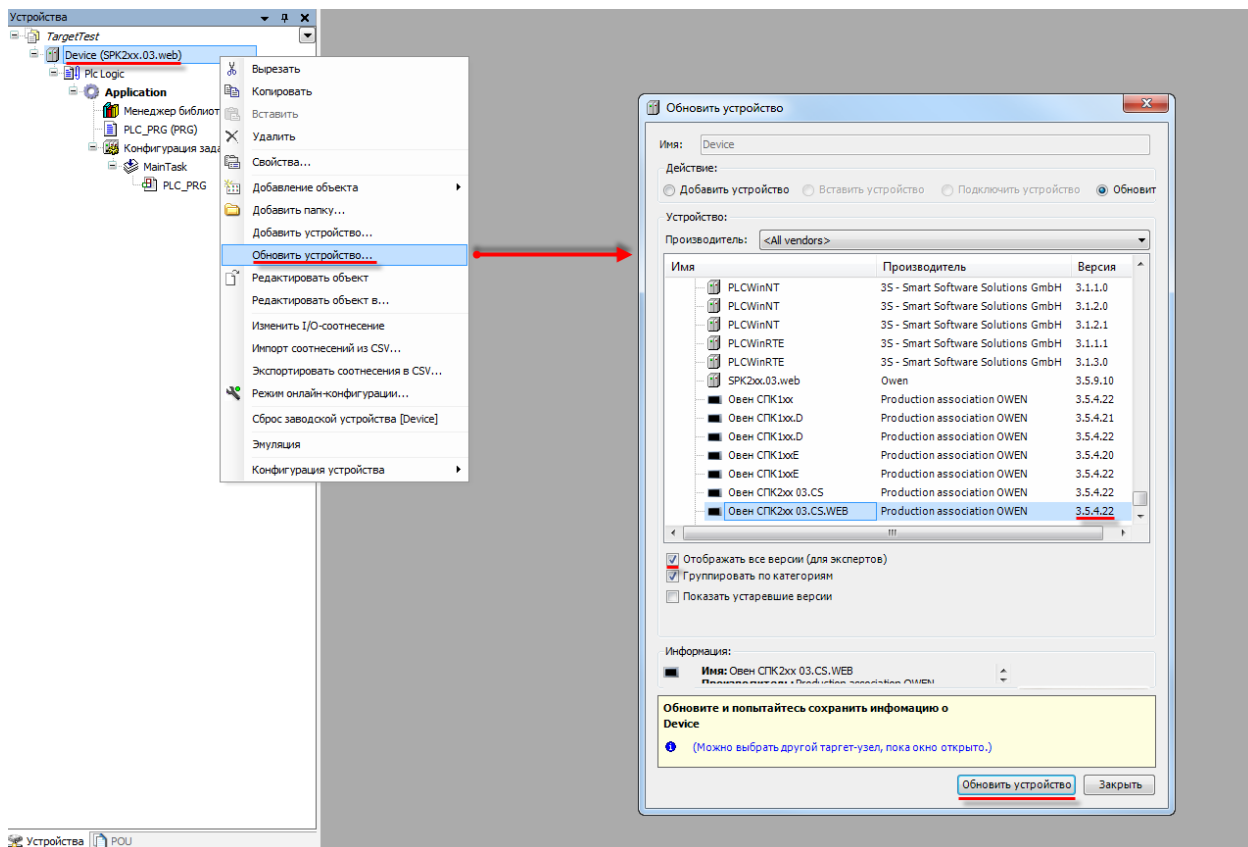 Устройства
TargetTest
Device (SPK2xx.03.web)
Plc Logic
Application
Менеджер библиот
PLC_PRG (PRG)
Конфигурация зада
MainTask
PLC_PRG
Устройства
POU
Вырезать
Копировать
Вставить
Удалить
Свойства...
Добавление объекта
Добавить папку...
Добавить устройство...
Обновить устройство...
Редактировать объект
Редактировать объект в...
Изменить I/O-соотнесение
Импорт соотнесений из CSV...
Экспортировать соотнесения в CSV...
Режим онлайн-конфигурации...
Сброс заводской устройства [Device]
Эмуляция
Конфигурация устройства
Обновить устройство
Имя: Device
Действие:
Добавить устройство Вставить устройство Подключить устройство Обновит
Устройство:
Производитель: <All vendors>
Имя Производитель Версия
PLCWinNT 3S - Smart Software Solutions GmbH 3.1.1.0
PLCWinNT 3S - Smart Software Solutions GmbH 3.1.2.0
PLCWinNT 3S - Smart Software Solutions GmbH 3.1.2.1
PLCWinRTE 3S - Smart Software Solutions GmbH 3.1.1.1
PLCWinRTE 3S - Smart Software Solutions GmbH 3.1.3.0
SPK2xx.03.web Owen 3.5.9.10
Овен СПК1xx Production association OWEN 3.5.4.22
Овен СПК1xx.D Production association OWEN 3.5.4.21
Овен СПК1xx.D Production association OWEN 3.5.4.22
Овен СПК1xxE Production association OWEN 3.5.4.20
Овен СПК1xxE Production association OWEN 3.5.4.22
Овен СПК2xx 03.CS Production association OWEN 3.5.4.22
Овен СПК2xx 03.CS.WEB Production association OWEN 3.5.4.22
Отображать все версии (для экспертов)
Группировать по категориям
Показать устаревшие версии
Информация:
Имя: Овен СПК2xx 03.CS.WEB
Производитель: Production association OWEN
Обновите и попытайтесь сохранить инфомацию о
Device
(Можно выбрать другой таргет-узел, пока окно открыто.)
Обновить устройство Закрыть